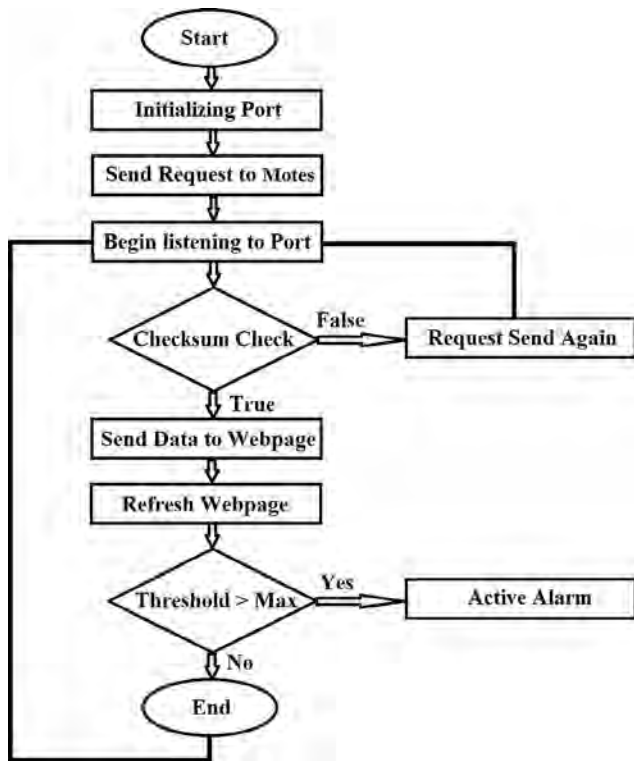 Start
Initializing Port
Send Request to Motes
Begin listening to Port
Checksum Check
False
Request Send Again
True
Send Data to Webpage
Refresh Webpage
Threshold > Max
Yes
Active Alarm
No
End